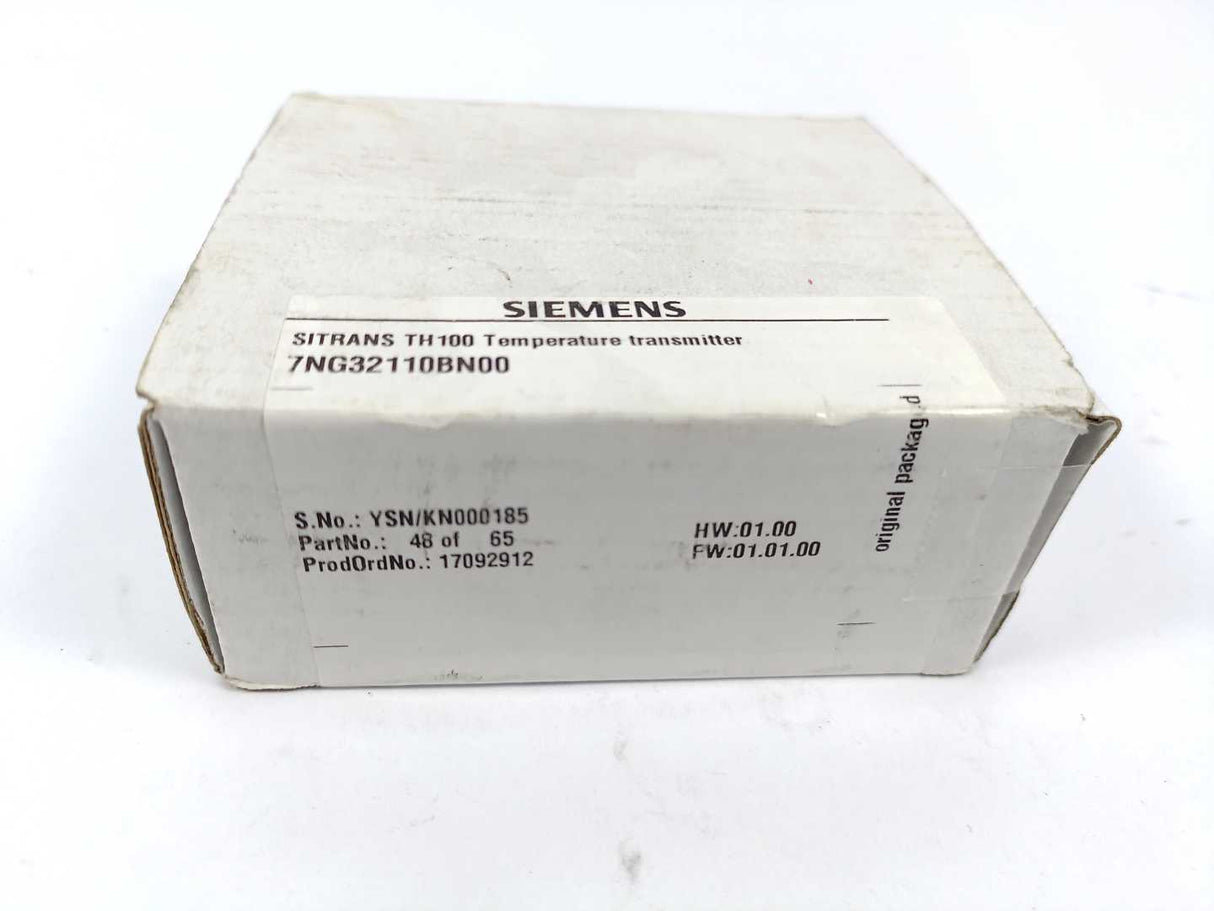 SIEMENS
SITRANS TH100 Temperature transmitter
7NG32110BN00
S.No.: YSN/KN000185
PartNo.: 48 of 65
ProdOrdNo.: 17092912
HW:01.00
FW:01.01.00
original packaged